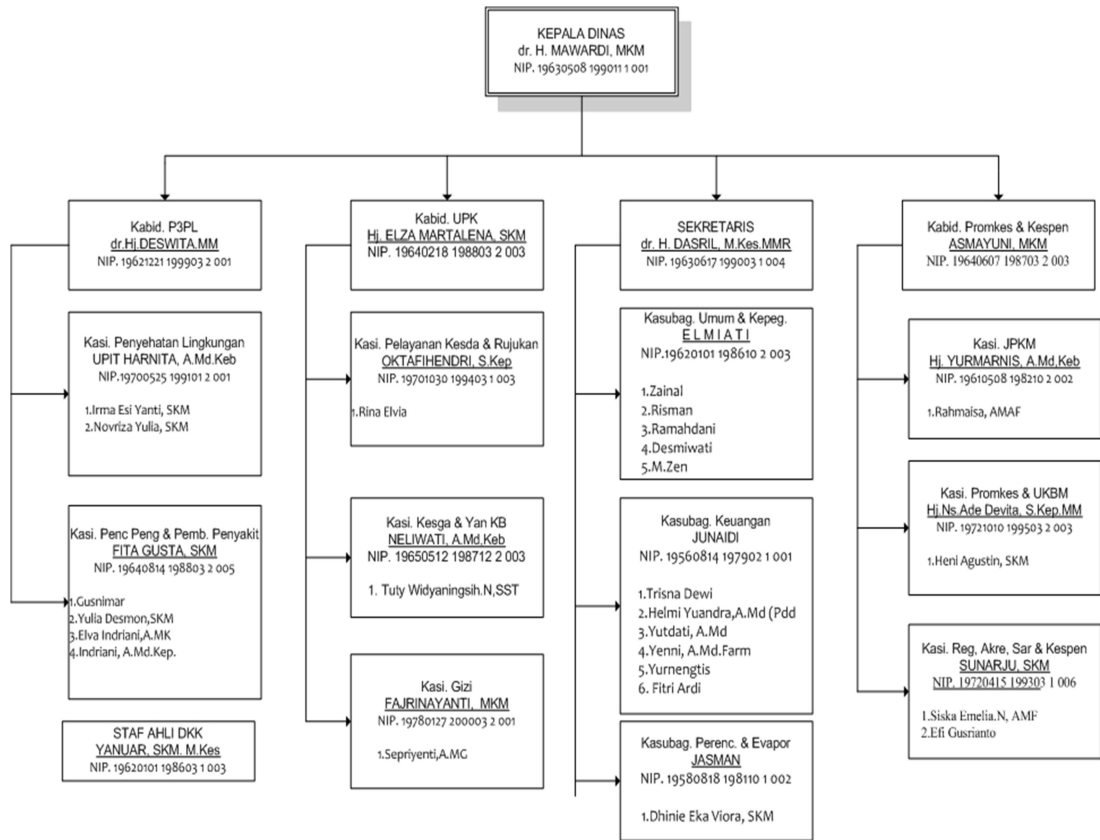 KEPALA DINAS
dr. H. MAWARDI, MKM
NIP. 19630508 199011 1 001
Kabid. P3PL
dr.Hj.DESWITA.MM
NIP. 19621221 199903 2 001
Kasi. Penyehatan Lingkungan
UPIT HARNITA, A.Md.Keb
NIP.19700525 199101 2 001
1.Irma Esi Yanti, SKM
2.Novriza Yulia, SKM
Kasi. Penc Peng & Pemb. Penyakit
FITA GUSTA, SKM
NIP. 19640814 198803 2 005
1.Gusnimar
2.Yulia Desmon,SKM
3.Elva Indriani,A.MK
4.Indriani, A.Md.Kep.
STAF AHLI DKK
YANUAR, SKM. M.Kes
NIP. 19620101 198603 1 003
Kabid. UPK
Hj. ELZA MARTALENA, SKM
NIP. 19640218 198803 2 003
Kasi. Pelayanan Kesda & Rujukan
OKTAFIHENDRI, S.Kep
NIP. 19701030 199403 1 003
1.Rina Elvia
Kasi. Kesga & Yan KB
NELIWATI, A.Md,Keb
NIP. 19650512 198712 2 003
1. Tuty Widyaningsih.N,SST
Kasi. Gizi
FAJRINAYANTI, MKM
NIP. 19780127 200003 2 001
1.Sepriyenti,A.MG
SEKRETARIS
dr. H. DASRIL, M.Kes.MMR
NIP. 19630617 199003 1 004
Kasubag. Umum & Kepeg.
E L M I A T I
NIP.19620101 198610 2 003
1.Zainal
2.Risman
3.Ramahdani
4.Desmiwati
5.M.Zen
Kasubag. Keuangan
JUNAIDI
NIP. 19560814 197902 1 001
1.Trisna Dewi
2.Helmi Yuandra,A.Md (Pdd
3.Yutdati, A.Md
4.Yenni, A.Md.Farm
5.Yurnengtis
6. Fitri Ardi
Kasubag. Perenc. & Evapor
JASMAN
NIP. 19580818 198110 1 002
1.Dhinie Eka Viora, SKM
Kabid. Promkes & Kespen
ASMAYUNI, MKM
NIP. 19640607 198703 2 003
Kasi. JPKM
Hj. YURMARNIS, A.Md,Keb
NIP. 19610508 198210 2 002
1.Rahmaisa, AMAF
Kasi. Promkes & UKBM
Hj.Ns.Ade Devita, S.Kep.MM
NIP. 19721010 199503 2 003
1.Heni Agustin, SKM
Kasi. Reg, Akre, Sar & Kespen
SUNARJU, SKM
NIP. 19720415 199303 1 006
1.Siska Emelia.N, AMF
2.Efi Gusrianto